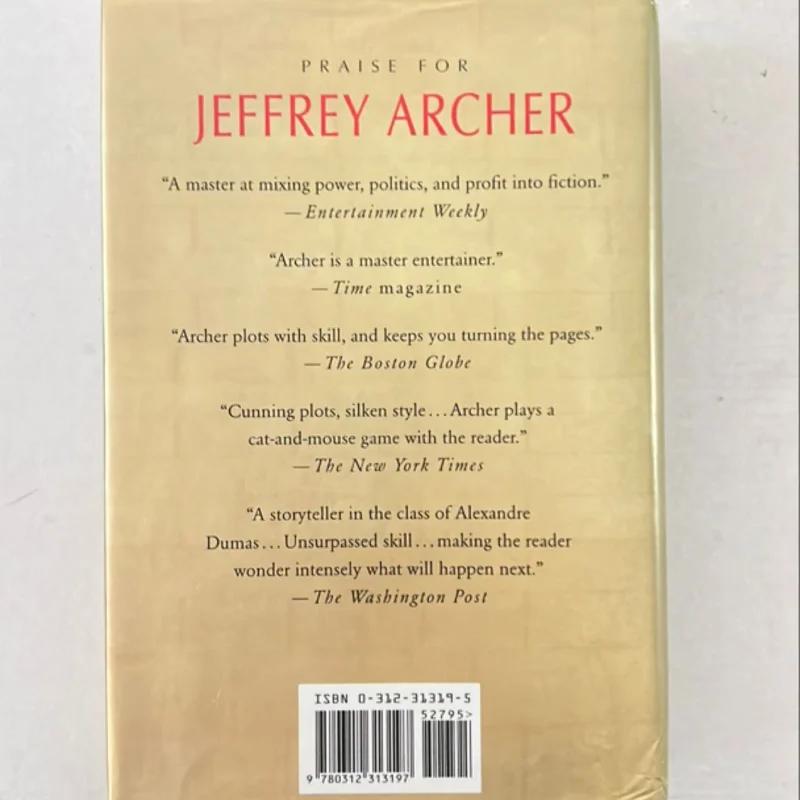 PRAISE FOR
JEFFREY ARCHER
“A master at mixing power, politics, and profit into fiction.”
— Entertainment Weekly
“Archer is a master entertainer.”
— Time magazine
“Archer plots with skill, and keeps you turning the pages.”
— The Boston Globe
“Cunning plots, silken style...Archer plays a
cat-and-mouse game with the reader.”
— The New York Times
“A storyteller in the class of Alexandre
Dumas...Unsurpassed skill...making the reader
wonder intensely what will happen next.”
— The Washington Post
ISBN 0-312-31319-5
52795>
9 780312 313197